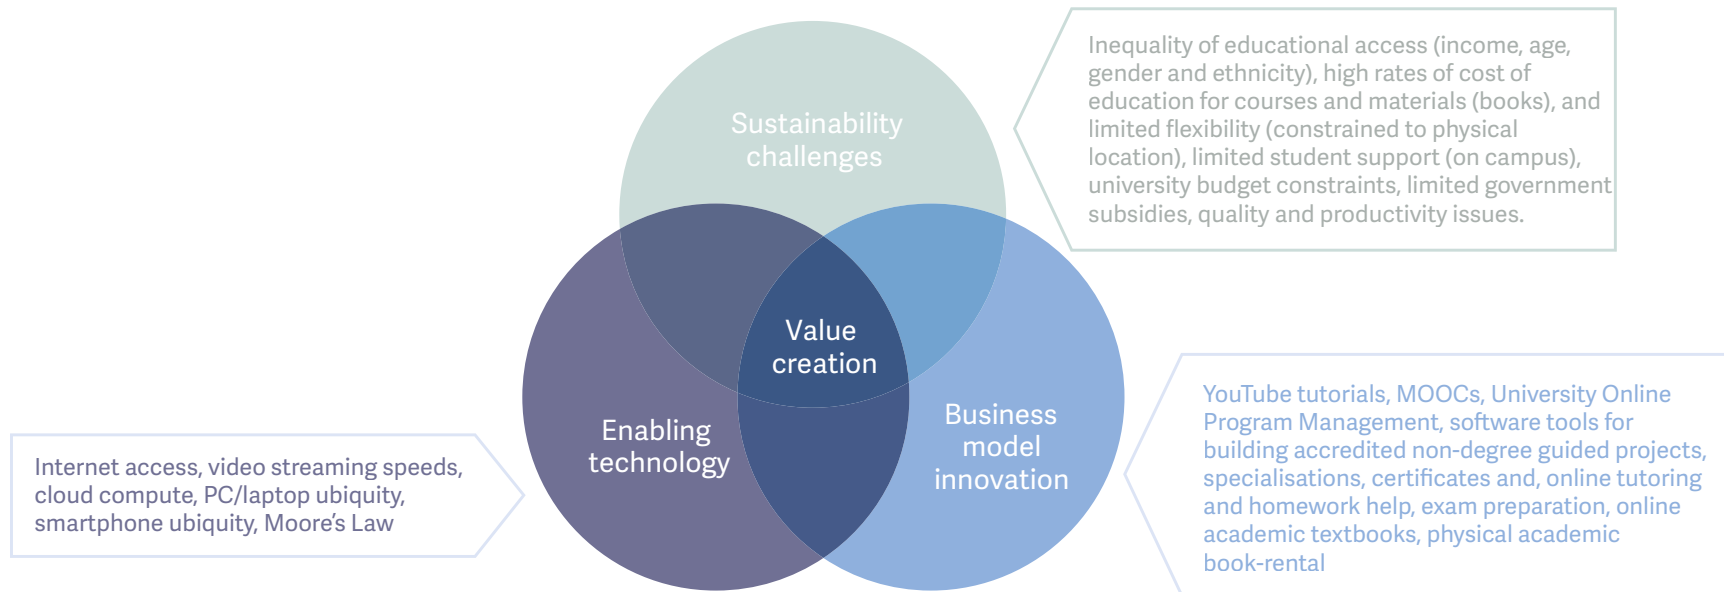 Sustainability
challenges
Inequality of educational access (income, age,
gender and ethnicity), high rates of cost of
education for courses and materials (books), and
limited flexibility (constrained to physical
location), limited student support (on campus),
university budget constraints, limited government
subsidies, quality and productivity issues.
Value
creation
Enabling
technology
Business
model
innovation
Internet access, video streaming speeds,
cloud compute, PC/laptop ubiquity,
smartphone ubiquity, Moore’s Law
YouTube tutorials, MOOCs, University Online
Program Management, software tools for
building accredited non-degree guided projects,
specialisations, certificates and, online tutoring
and homework help, exam preparation, online
academic textbooks, physical academic
book-rental